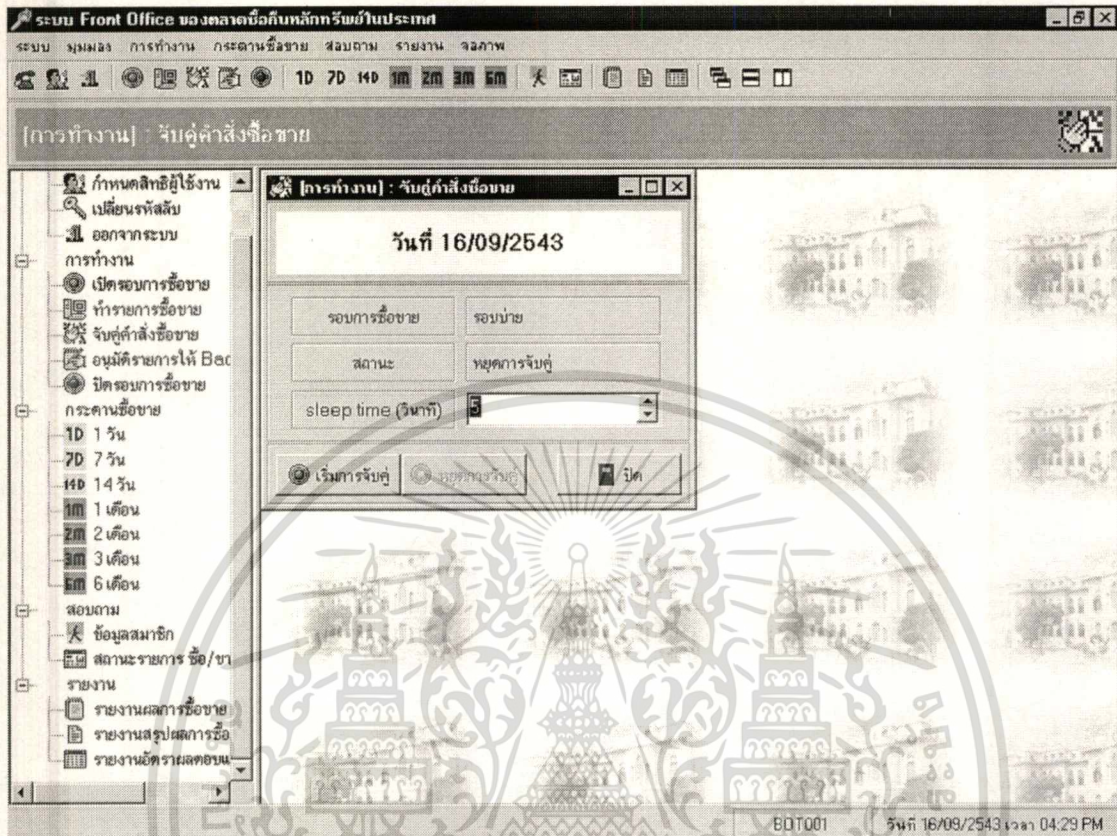 ระบบ Front Office ของตลาดซื้อคืนหลักทรัพย์ในประเทศ
ระบบ มุมมอง การทำงาน กระดานซื้อขาย สอบถาม รายงาน จอภาพ
1D 7D 14D 1m 2m 3m 6m
[การทำงาน] : จับคู่คำสั่งซื้อขาย
กำหนดสิทธิผู้ใช้งาน
เปลี่ยนรหัสลับ
ออกจากระบบ
การทำงาน
เปิดรอบการซื้อขาย
ทำรายการซื้อขาย
จับคู่คำสั่งซื้อขาย
อนุมัติรายการให้ Bac
ปิดรอบการซื้อขาย
กระดานซื้อขาย
1D 1 วัน
7D 7 วัน
14D 14 วัน
1m 1 เดือน
2m 2 เดือน
3m 3 เดือน
6m 6 เดือน
สอบถาม
ข้อมูลสมาชิก
สถานะรายการ ซื้อ/ขา
รายงาน
รายงานผลการซื้อขาย
รายงานสรุปผลการซื้อ
รายงานอัตราผลตอบแ
[การทำงาน] : จับคู่คำสั่งซื้อขาย
วันที่ 16/09/2543
รอบการซื้อขาย รอบบ่าย
สถานะ หยุดการจับคู่
sleep time (วินาที) 5
เริ่มการจับคู่ หยุดการจับคู่ ปิด
BOT001 วันที่ 16/09/2543 เวลา 04:29 PM